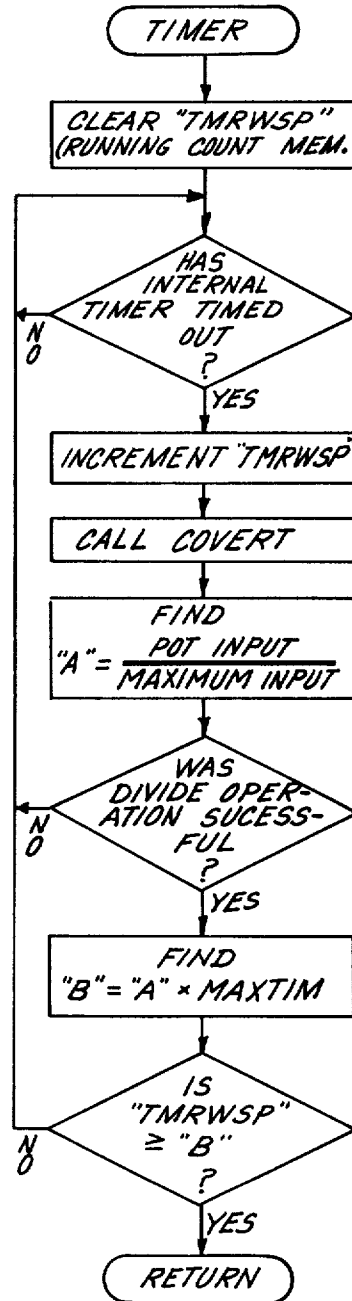 TIMER
CLEAR "TMRWSP"
(RUNNING COUNT MEM.
HAS
INTERNAL
TIMER TIMED
OUT
?
NO
YES
INCREMENT "TMRWSP"
CALL COVERT
FIND
"A" = POT INPUT
MAXIMUM INPUT
WAS
DIVIDE OPER-
ATION SUCESS-
FUL
?
NO
YES
FIND
"B" = "A" × MAXTIM
IS
"TMRWSP"
≥ "B"
?
NO
YES
RETURN